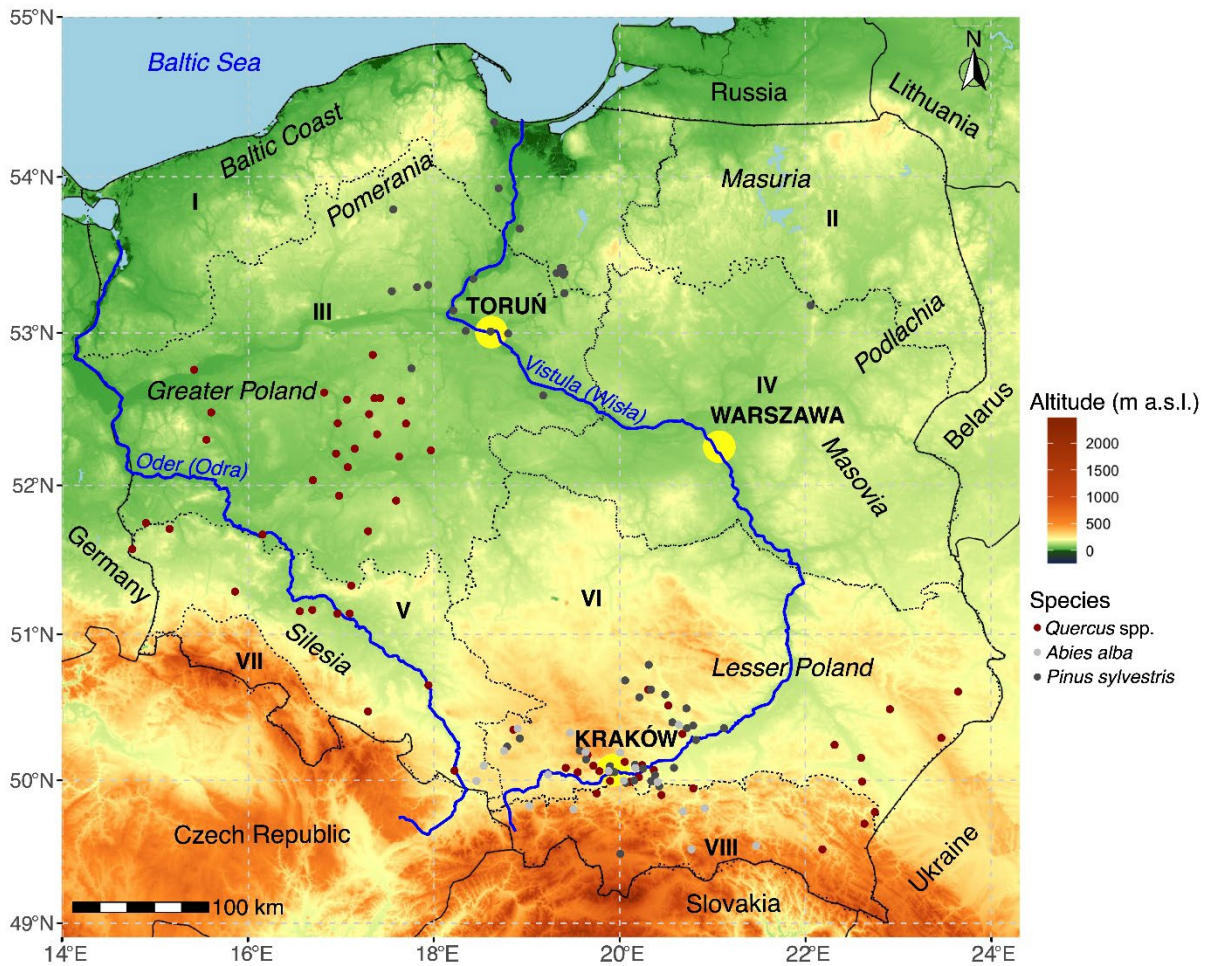 55°N
54°N
53°N
52°N
51°N
50°N
49°N
14°E
16°E
18°E
20°E
22°E
24°E
Baltic Sea
N
Russia
Lithuania
Baltic Coast
I
Pomerania
Masuria
II
III
TORUŃ
Podlachia
Greater Poland
Vistula (Wisła)
IV
WARSZAWA
Belarus
Oder (Odra)
Masovia
Germany
V
VI
Silesia
VII
Lesser Poland
KRAKÓW
Czech Republic
VIII
Ukraine
Slovakia
100 km
Altitude (m a.s.l.)
2000
1500
1000
500
0
Species
Quercus spp.
Abies alba
Pinus sylvestris